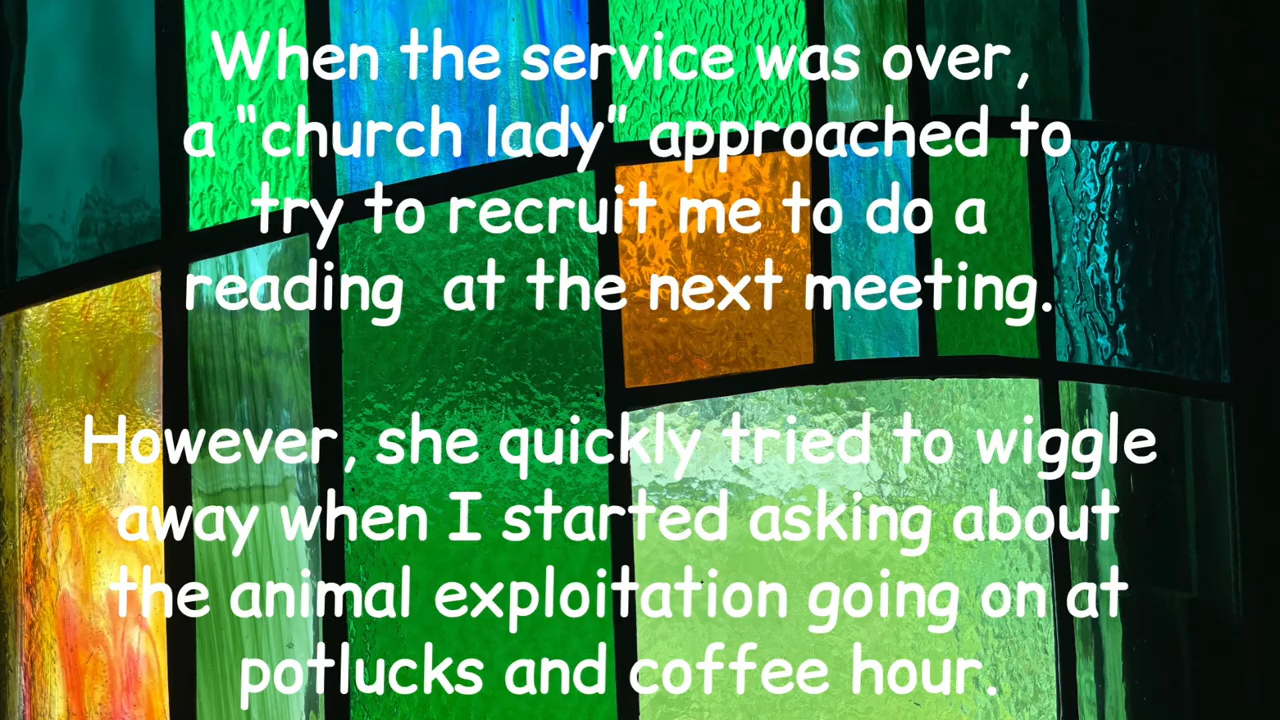 When the service was over,
a "church lady" approached to
try to recruit me to do a
reading  at the next meeting.
However, she quickly tried to wiggle
away when I started asking about
the animal exploitation going on at
potlucks and coffee hour.